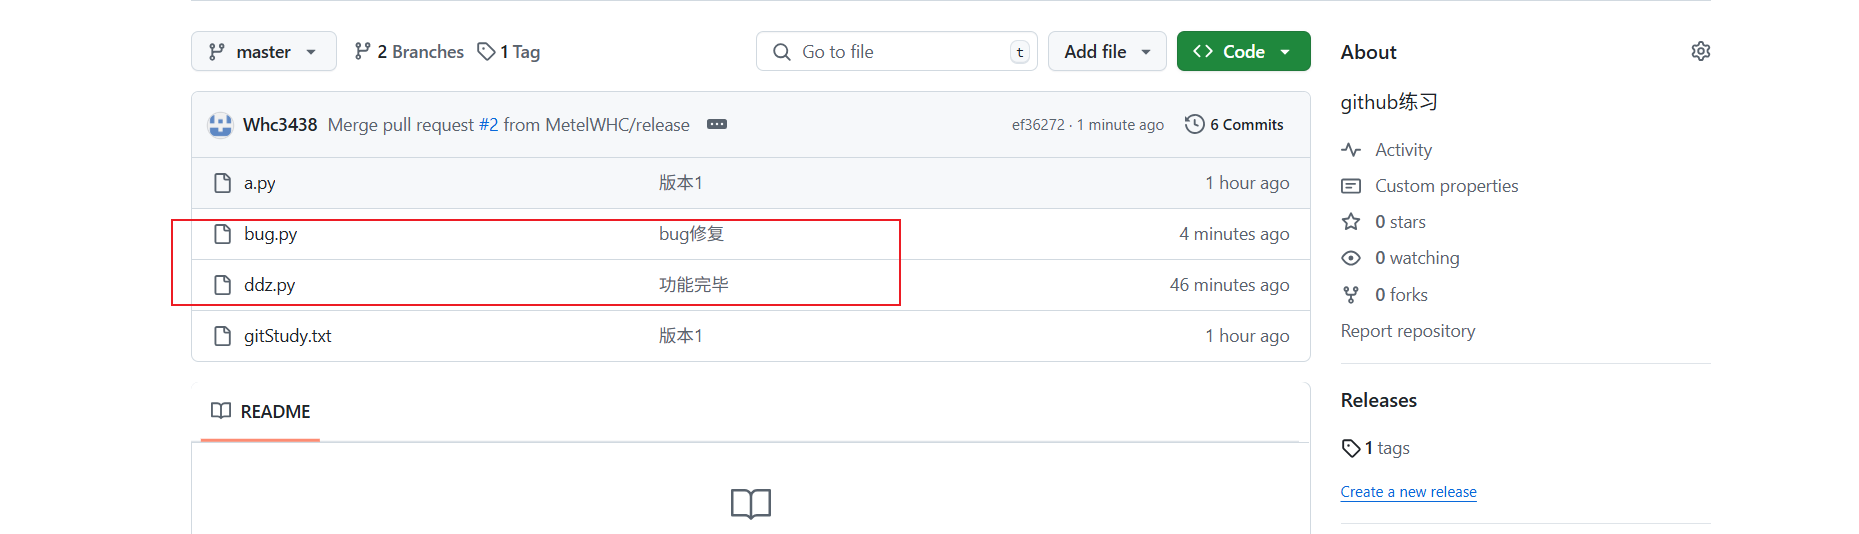 master 2 Branches 1 Tag Go to file t Add file Code
Whc3438 Merge pull request #2 from MetelWHC/release ef36272 · 1 minute ago 6 Commits
a.py 版本1 1 hour ago
bug.py bug修复 4 minutes ago
ddz.py 功能完毕 46 minutes ago
gitStudy.txt 版本1 1 hour ago
README
About
github练习
Activity
Custom properties
0 stars
0 watching
0 forks
Report repository
Releases
1 tags
Create a new release